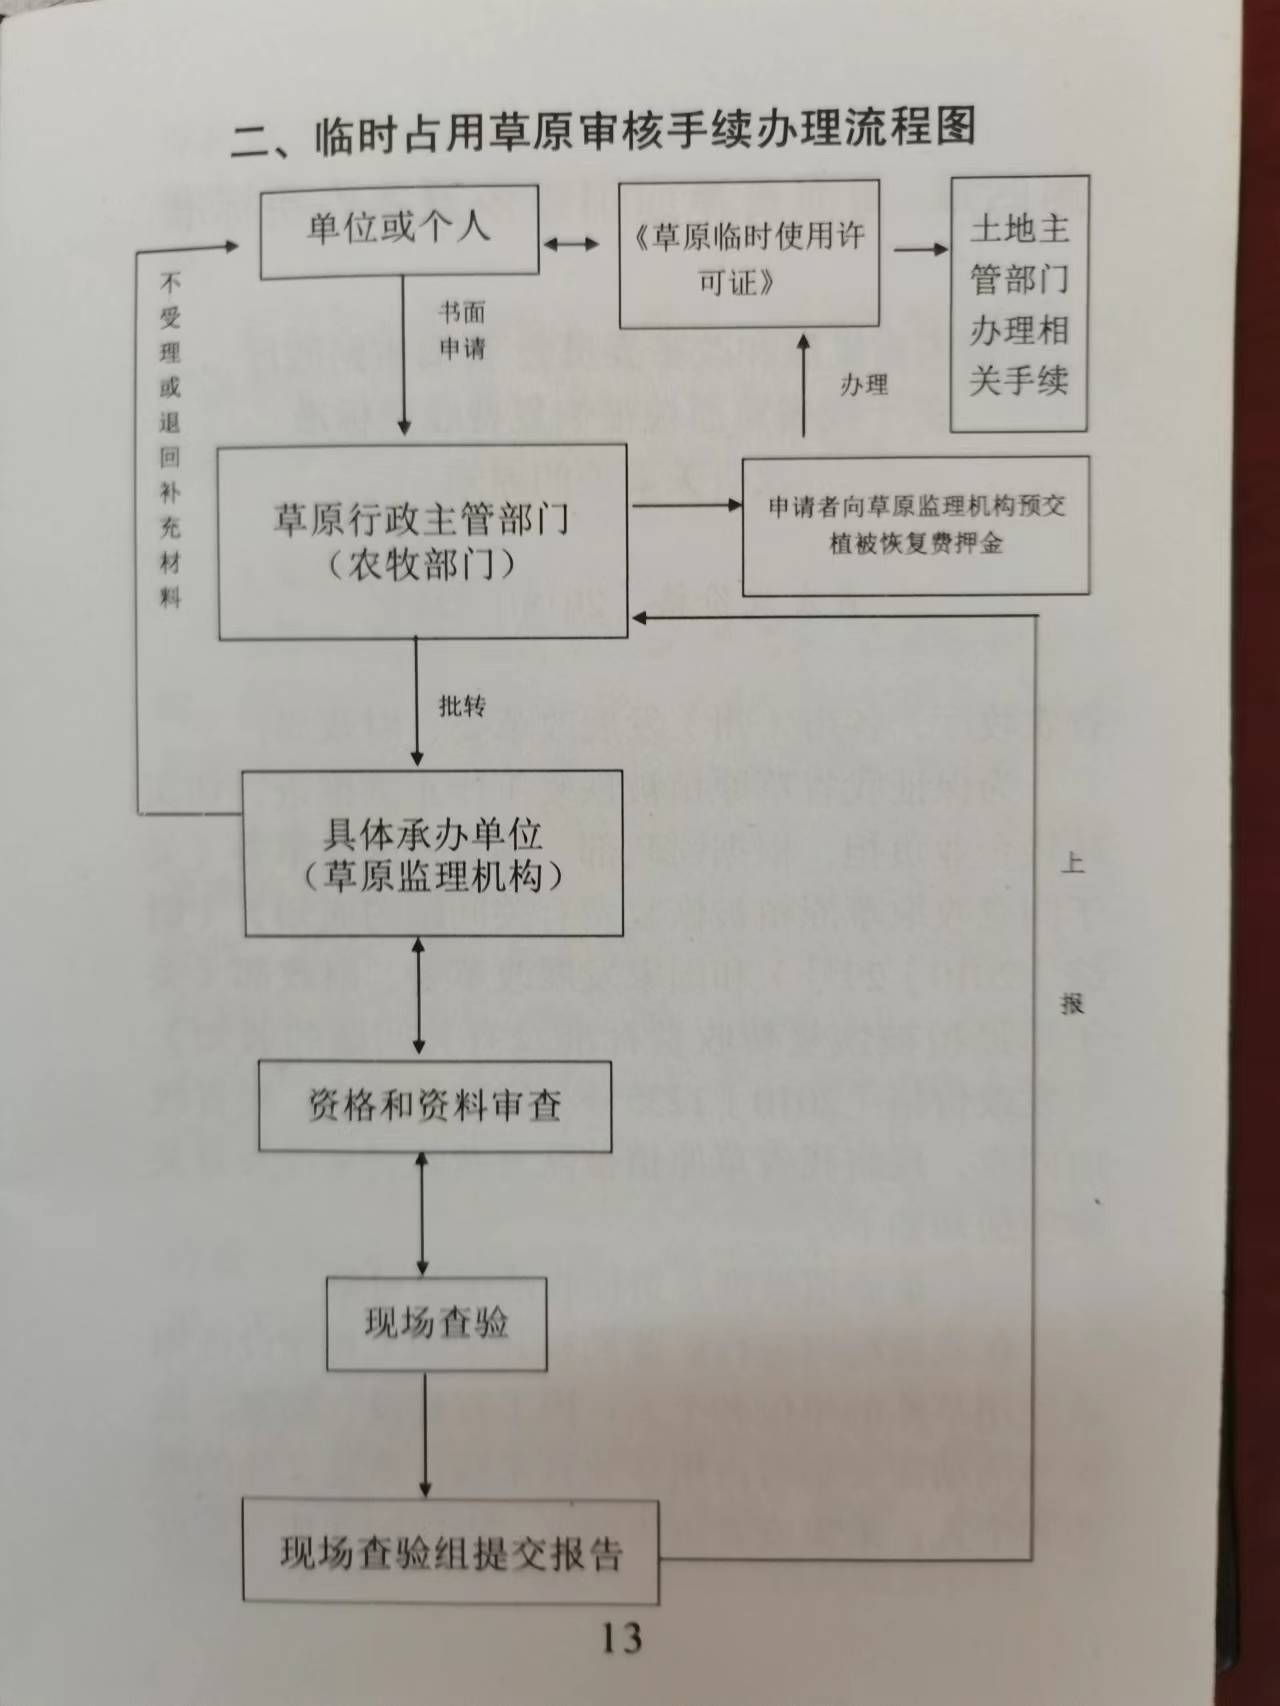 二、临时占用草原审核手续办理流程图
单位或个人
《草原临时使用许
可证》
土地主
管部门
办理相
关手续
不受理或退回补充材料
书面
申请
办理
草原行政主管部门
（农牧部门）
申请者向草原监理机构预交
植被恢复费押金
批转
具体承办单位
（草原监理机构）
上报
资格和资料审查
现场查验
现场查验组提交报告
13